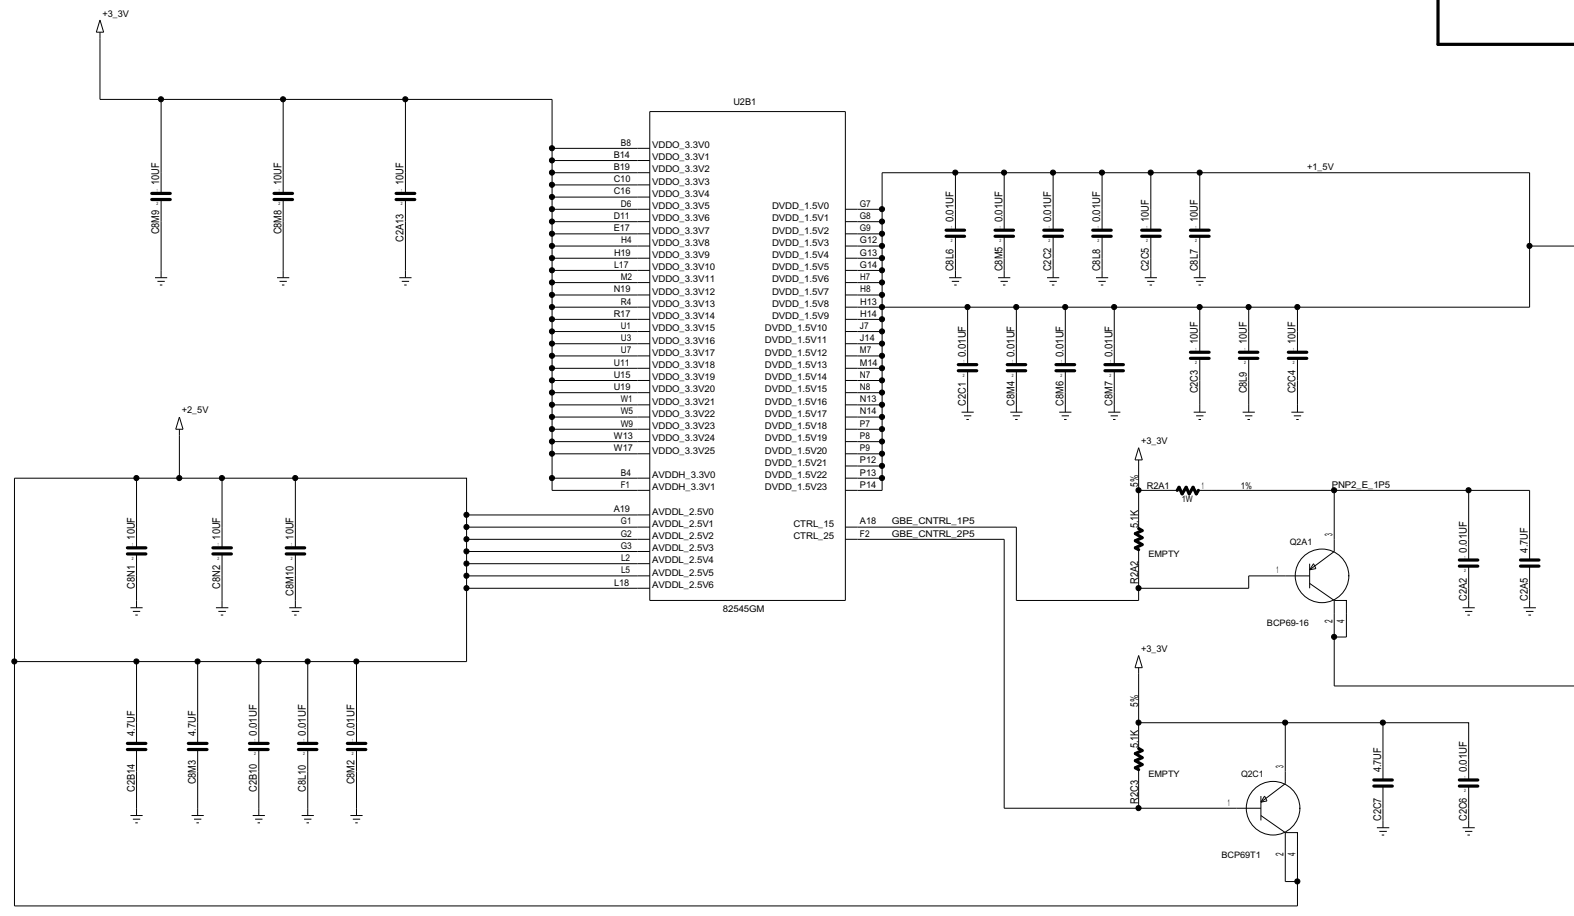 +3_3V
10UF
C8M9
10UF
C8M8
10UF
C2A13
U2B1
B8 VDDO_3.3V0
B14 VDDO_3.3V1
B19 VDDO_3.3V2
C10 VDDO_3.3V3
C16 VDDO_3.3V4
D6 VDDO_3.3V5
D11 VDDO_3.3V6
E17 VDDO_3.3V7
H4 VDDO_3.3V8
H19 VDDO_3.3V9
L17 VDDO_3.3V10
M2 VDDO_3.3V11
N19 VDDO_3.3V12
R4 VDDO_3.3V13
R17 VDDO_3.3V14
U1 VDDO_3.3V15
U3 VDDO_3.3V16
U7 VDDO_3.3V17
U11 VDDO_3.3V18
U15 VDDO_3.3V19
U19 VDDO_3.3V20
W1 VDDO_3.3V21
W5 VDDO_3.3V22
W9 VDDO_3.3V23
W13 VDDO_3.3V24
W17 VDDO_3.3V25
B4 AVDDH_3.3V0
F1 AVDDH_3.3V1
A19 AVDDL_2.5V0
G1 AVDDL_2.5V1
G2 AVDDL_2.5V2
G3 AVDDL_2.5V3
L2 AVDDL_2.5V4
L5 AVDDL_2.5V5
L18 AVDDL_2.5V6
DVDD_1.5V0 G7
DVDD_1.5V1 G8
DVDD_1.5V2 G9
DVDD_1.5V3 G12
DVDD_1.5V4 G13
DVDD_1.5V5 G14
DVDD_1.5V6 H7
DVDD_1.5V7 H8
DVDD_1.5V8 H13
DVDD_1.5V9 H14
DVDD_1.5V10 J7
DVDD_1.5V11 J14
DVDD_1.5V12 M7
DVDD_1.5V13 M14
DVDD_1.5V14 N7
DVDD_1.5V15 N8
DVDD_1.5V16 N13
DVDD_1.5V17 N14
DVDD_1.5V18 P7
DVDD_1.5V19 P8
DVDD_1.5V20 P9
DVDD_1.5V21 P12
DVDD_1.5V22 P13
DVDD_1.5V23 P14
CTRL_15 A18 GBE_CNTRL_1P5
CTRL_25 F2 GBE_CNTRL_2P5
82545GM
+1_5V
0.01UF
C8L6
0.01UF
C8M5
0.01UF
C2C2
0.01UF
C8L8
10UF
C2C5
10UF
C8L7
0.01UF
C2C1
0.01UF
C8M4
0.01UF
C8M6
0.01UF
C8M7
10UF
C2C3
10UF
C8L9
10UF
C2C4
+2_5V
10UF
C8N1
10UF
C8N2
10UF
C8M10
4.7UF
C2B14
4.7UF
C8M3
0.01UF
C2B10
0.01UF
C8L10
0.01UF
C8M2
+3_3V
5%
R2A1
1
1%
1W
PNP2_E_1P5
5.1K
EMPTY
R2A2
Q2A1
1
3
2
4
BCP69-16
0.01UF
C2A2
4.7UF
C2A5
+3_3V
5%
5.1K
EMPTY
R2C3
Q2C1
1
3
2
4
BCP69T1
4.7UF
C2C7
0.01UF
C2C6